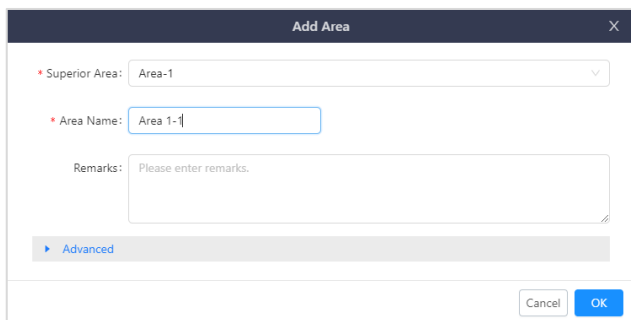 Add Area
X
* Superior Area: Area-1
* Area Name: Area 1-1
Remarks: Please enter remarks.
Advanced
Cancel OK